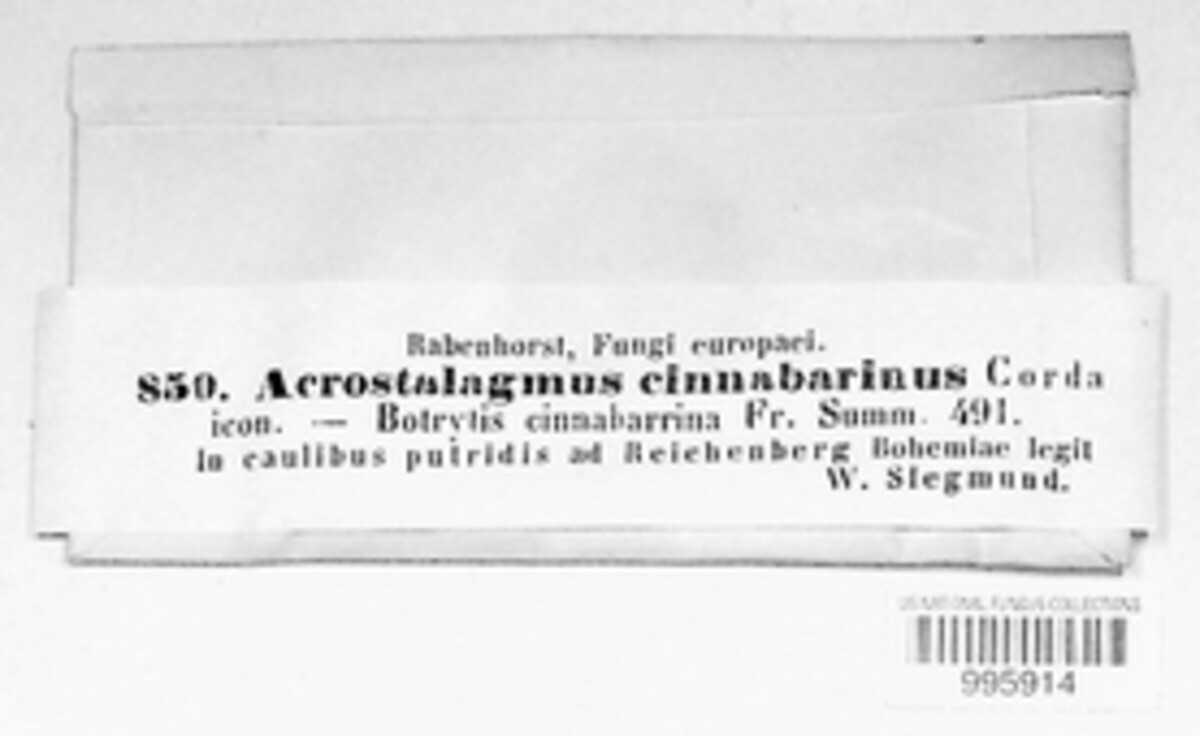 Rabenhorst, Fungi europaei.
850. Acrostalagmus cinnabarinus Corda
icon. — Botrytis cinnabarrina Fr. Summ. 491.
In caulibus putridis ad Reichenberg Bohemiae legit
W. Siegmund.
US NATIONAL FUNGUS COLLECTIONS
995914